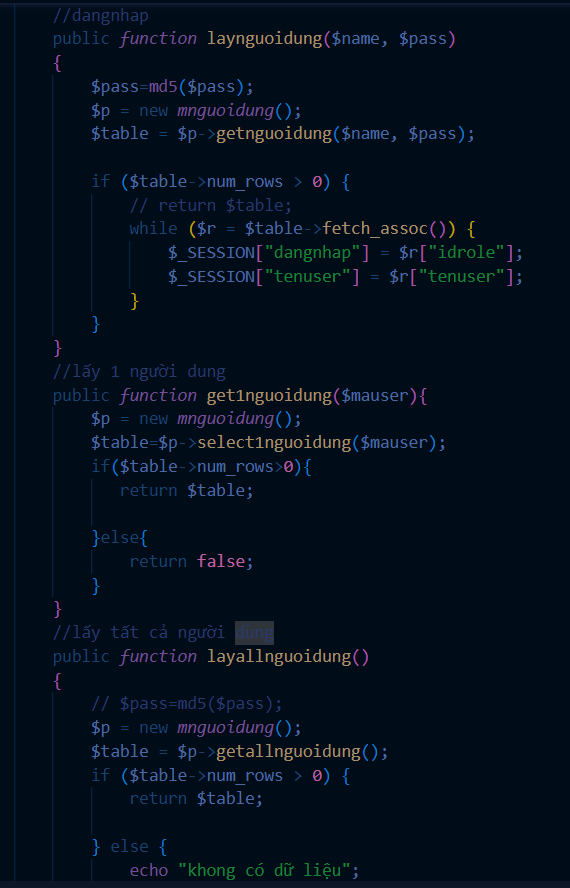 //dangnhap
public function laynguoidung($name, $pass)
{
$pass=md5($pass);
$p = new mnguoidung();
$table = $p->getnguoidung($name, $pass);
if ($table->num_rows > 0) {
// return $table;
while ($r = $table->fetch_assoc()) {
$_SESSION["dangnhap"] = $r["idrole"];
$_SESSION["tenuser"] = $r["tenuser"];
}
}
}
//lấy 1 người dung
public function get1nguoidung($mauser){
$p = new mnguoidung();
$table=$p->select1nguoidung($mauser);
if($table->num_rows>0){
return $table;
}else{
return false;
}
}
//lấy tất cả người dung
public function layallnguoidung()
{
// $pass=md5($pass);
$p = new mnguoidung();
$table = $p->getallnguoidung();
if ($table->num_rows > 0) {
return $table;
} else {
echo "khong có dữ liệu";